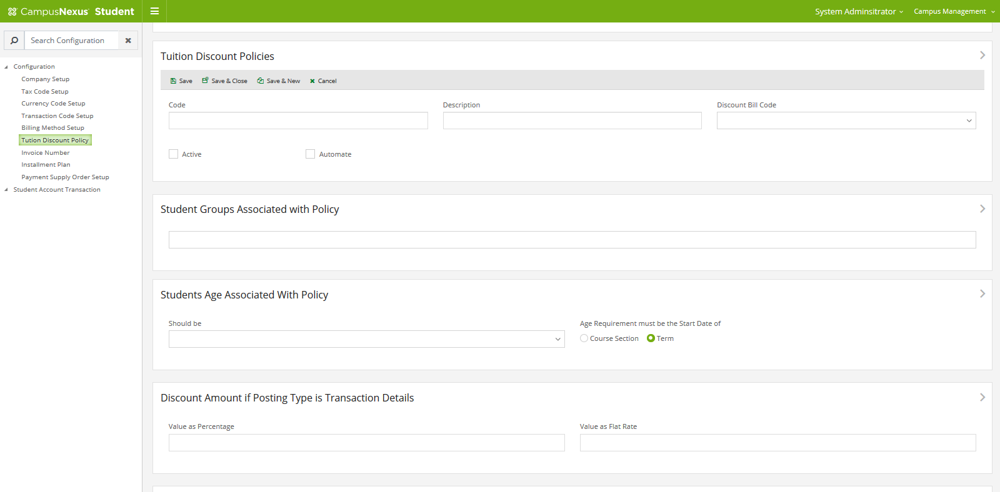 CampusNexus® Student
System Adminsitrator
Campus Management
Search Configuration
Configuration
Company Setup
Tax Code Setup
Currency Code Setup
Transaction Code Setup
Billing Method Setup
Tution Discount Policy
Invoice Number
Installment Plan
Payment Supply Order Setup
Student Account Transaction
Tuition Discount Policies
Save Save & Close Save & New Cancel
Code Description Discount Bill Code
Active Automate
Student Groups Associated with Policy
Students Age Associated With Policy
Should be Age Requirement must be the Start Date of
Course Section Term
Discount Amount if Posting Type is Transaction Details
Value as Percentage Value as Flat Rate